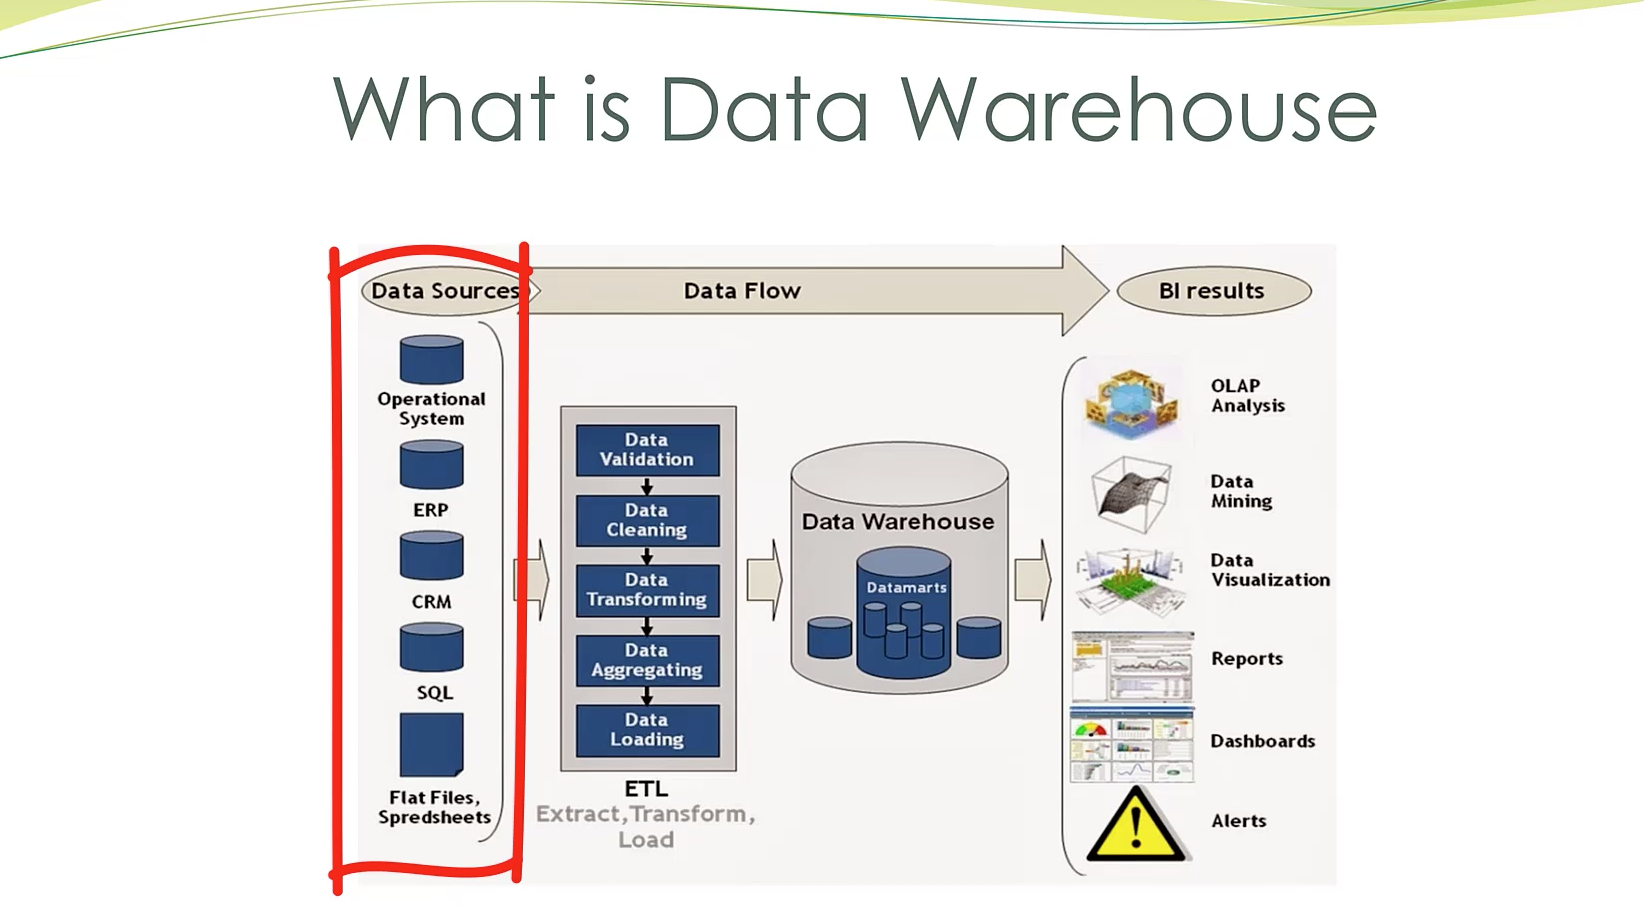 What is Data Warehouse
Data Sources
Data Flow
BI results
Operational
System
ERP
CRM
SQL
Flat Files,
Spredsheets
Data
Validation
Data
Cleaning
Data
Transforming
Data
Aggregating
Data
Loading
ETL
Extract,Transform,
Load
Data Warehouse
Datamarts
OLAP
Analysis
Data
Mining
Data
Visualization
Reports
Dashboards
Alerts